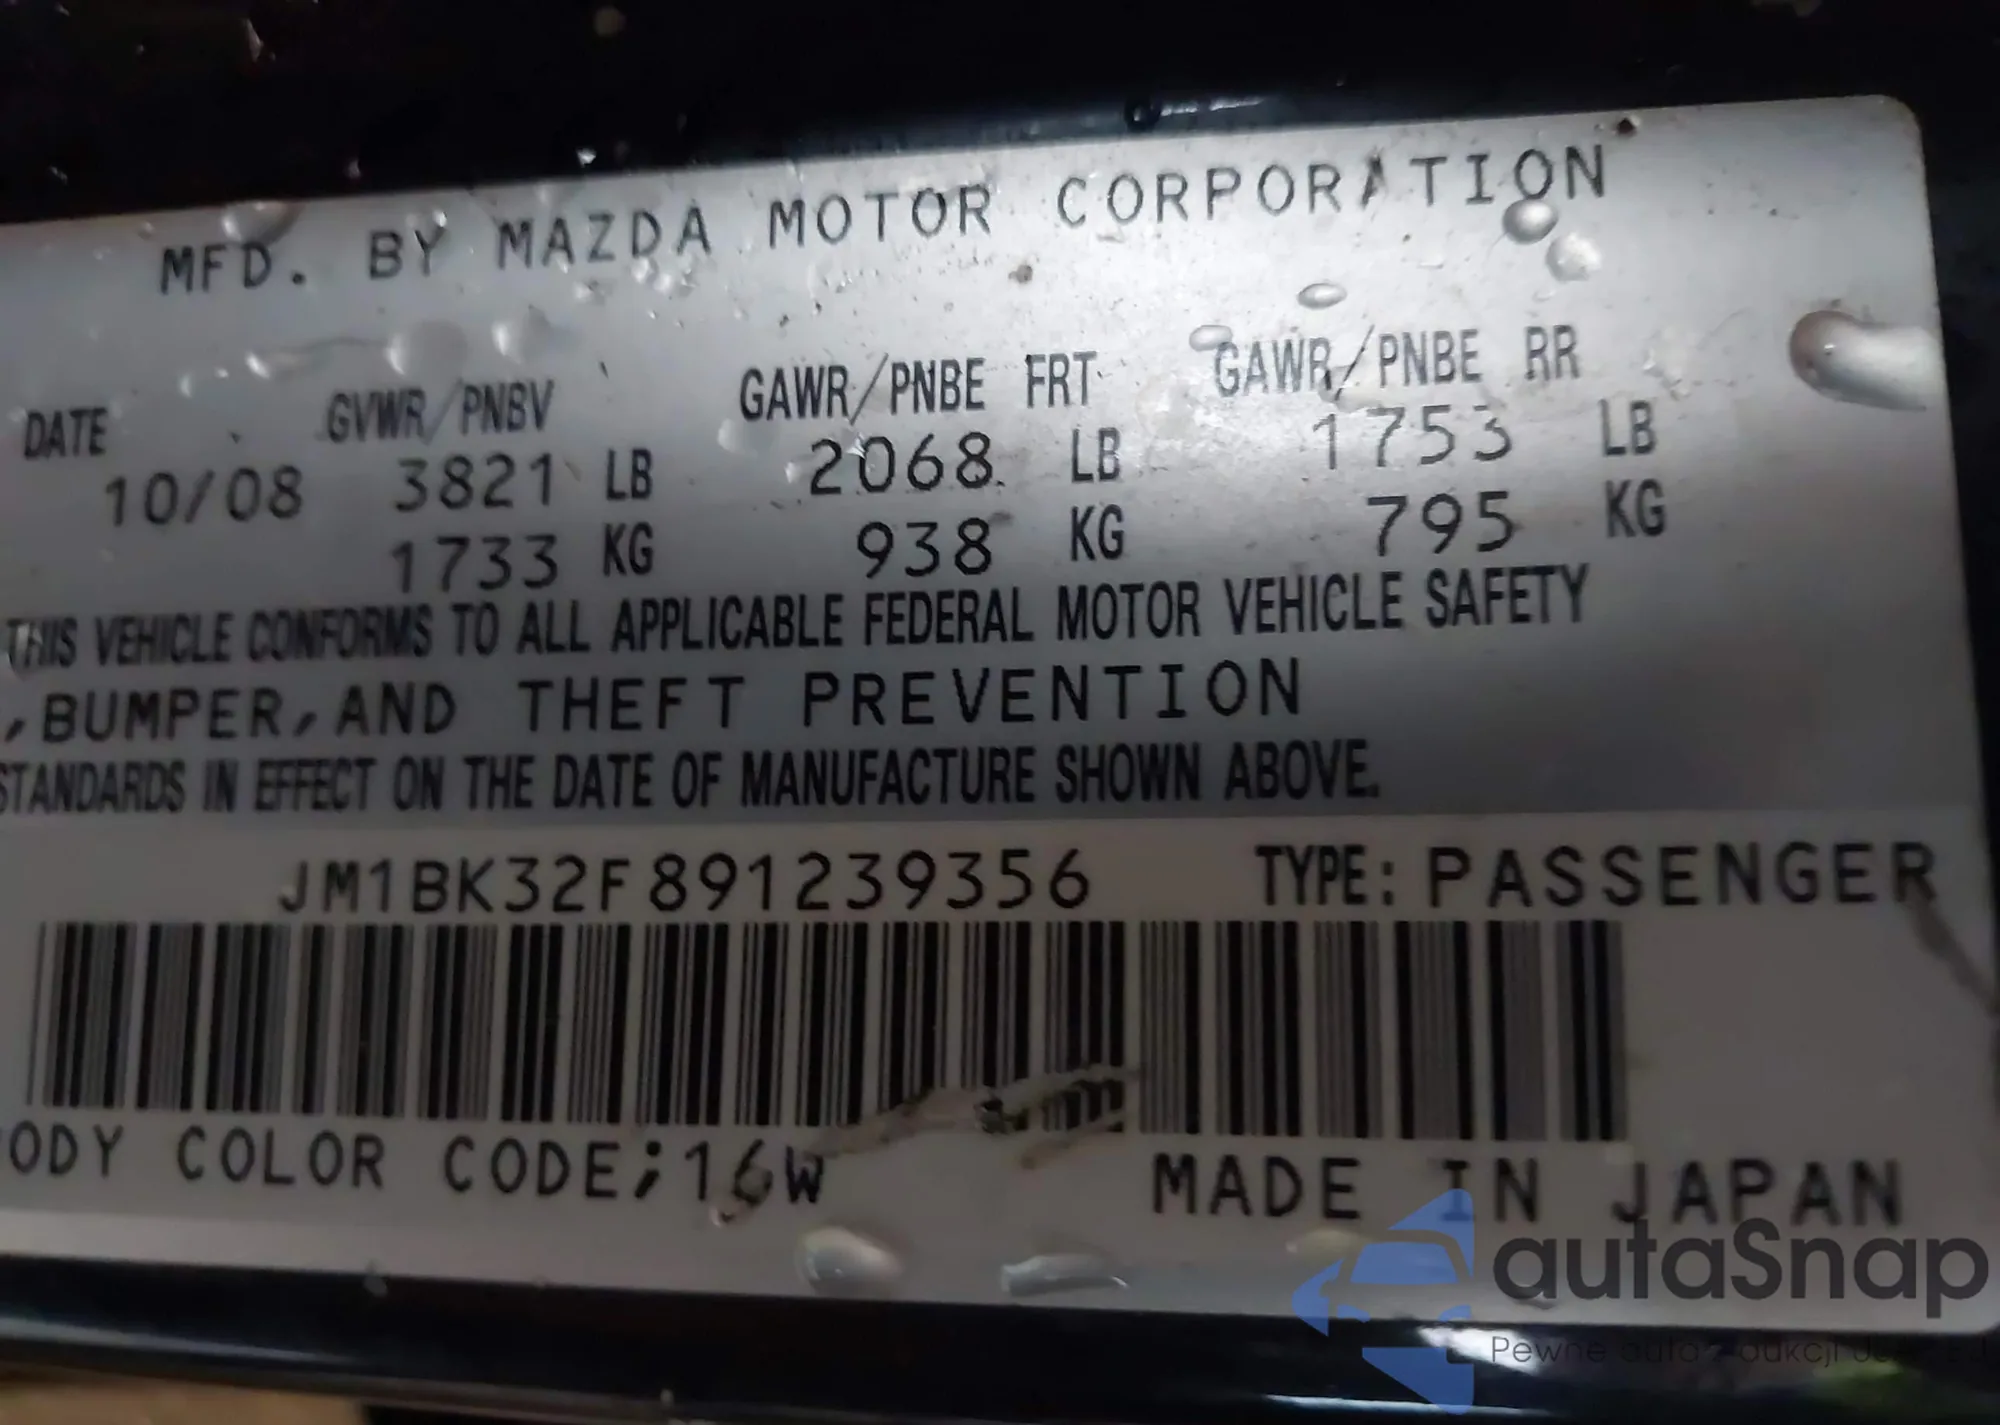 MFD. BY MAZDA MOTOR CORPORATION
DATE GVWR/PNBV GAWR/PNBE FRT GAWR/PNBE RR
10/08 3821 LB 2068 LB 1753 LB
1733 KG 938 KG 795 KG
THIS VEHICLE CONFORMS TO ALL APPLICABLE FEDERAL MOTOR VEHICLE SAFETY
, BUMPER, AND THEFT PREVENTION
STANDARDS IN EFFECT ON THE DATE OF MANUFACTURE SHOWN ABOVE.
JM1BK32F891239356 TYPE: PASSENGER
ODY COLOR CODE;16W MADE IN JAPAN
autaSnap
Pewne auta z aukcji